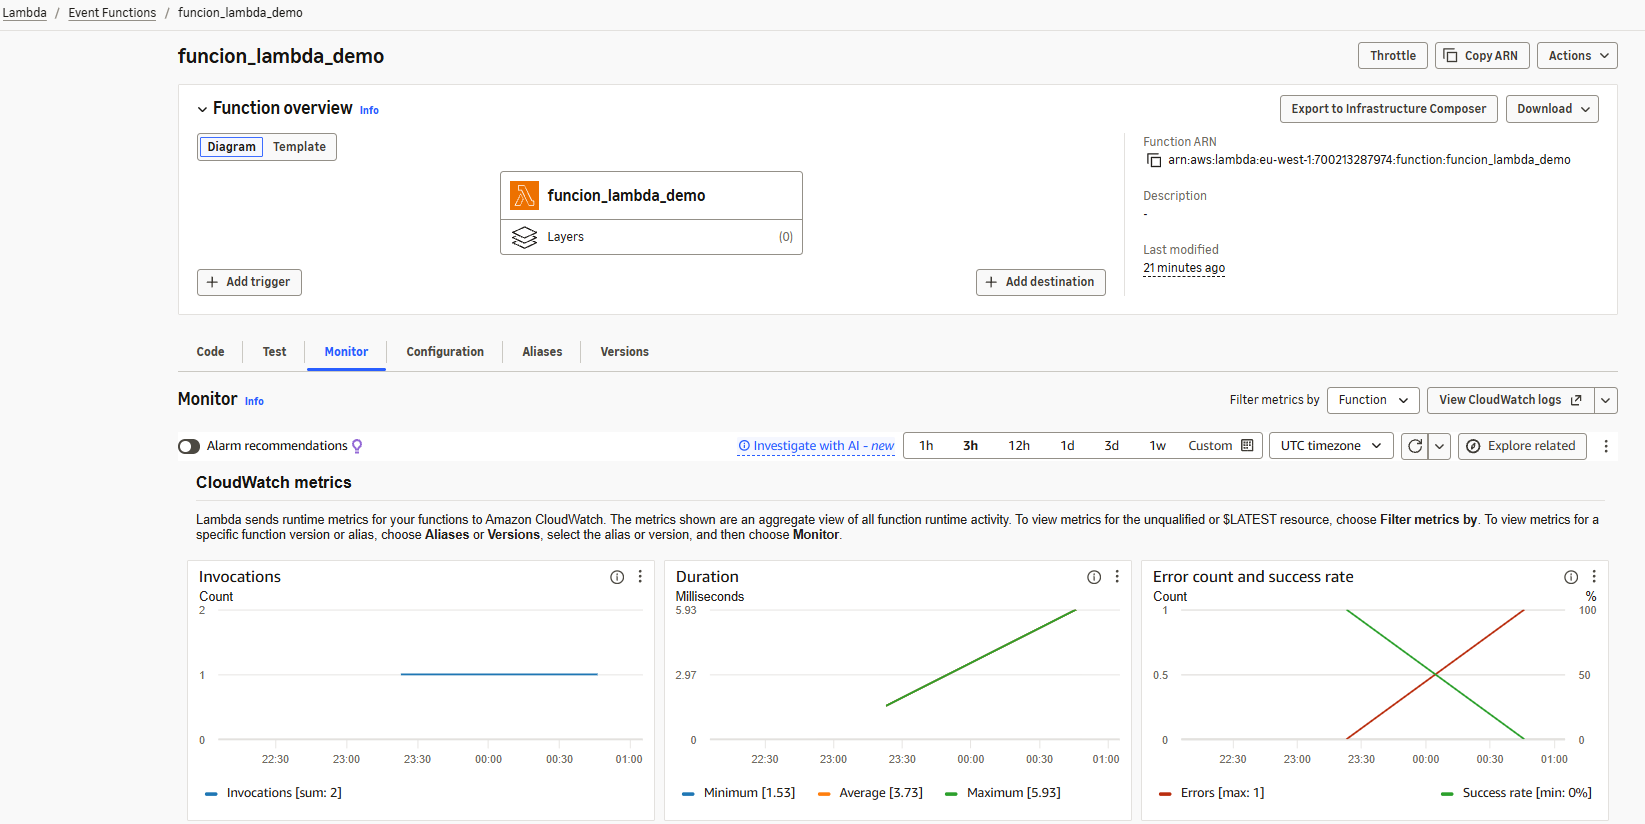 Lambda / Event Functions / funcion_lambda_demo
funcion_lambda_demo
Throttle Copy ARN Actions
Function overview Info
Export to Infrastructure Composer Download
Diagram Template
funcion_lambda_demo
Layers (0)
Add trigger
Add destination
Function ARN
arn:aws:lambda:eu-west-1:700213287974:function:funcion_lambda_demo
Description
-
Last modified
21 minutes ago
Code Test Monitor Configuration Aliases Versions
Monitor Info
Filter metrics by Function View CloudWatch logs
Alarm recommendations
Investigate with AI - new 1h 3h 12h 1d 3d 1w Custom UTC timezone Explore related
CloudWatch metrics
Lambda sends runtime metrics for your functions to Amazon CloudWatch. The metrics shown are an aggregate view of all function runtime activity. To view metrics for the unqualified or $LATEST resource, choose Filter metrics by. To view metrics for a
specific function version or alias, choose Aliases or Versions, select the alias or version, and then choose Monitor.
Invocations
Count
2
1
0
22:30 23:00 23:30 00:00 00:30 01:00
Invocations [sum: 2]
Duration
Milliseconds
5.93
2.97
0
22:30 23:00 23:30 00:00 00:30 01:00
Minimum [1.53] Average [3.73] Maximum [5.93]
Error count and success rate
Count %
1 100
0.5 50
0 0
22:30 23:00 23:30 00:00 00:30 01:00
Errors [max: 1] Success rate [min: 0%]